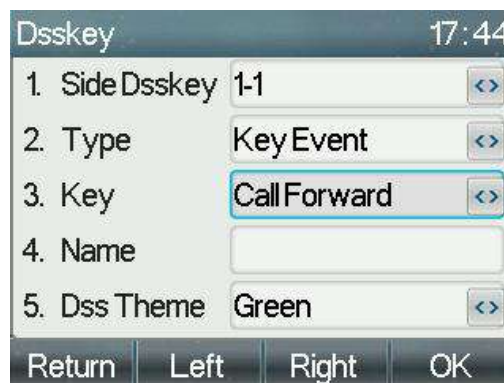 Dsskey 17:44
1. Side Dsskey 1-1
2. Type Key Event
3. Key Call Forward
4. Name
5. Dss Theme Green
Return Left Right OK